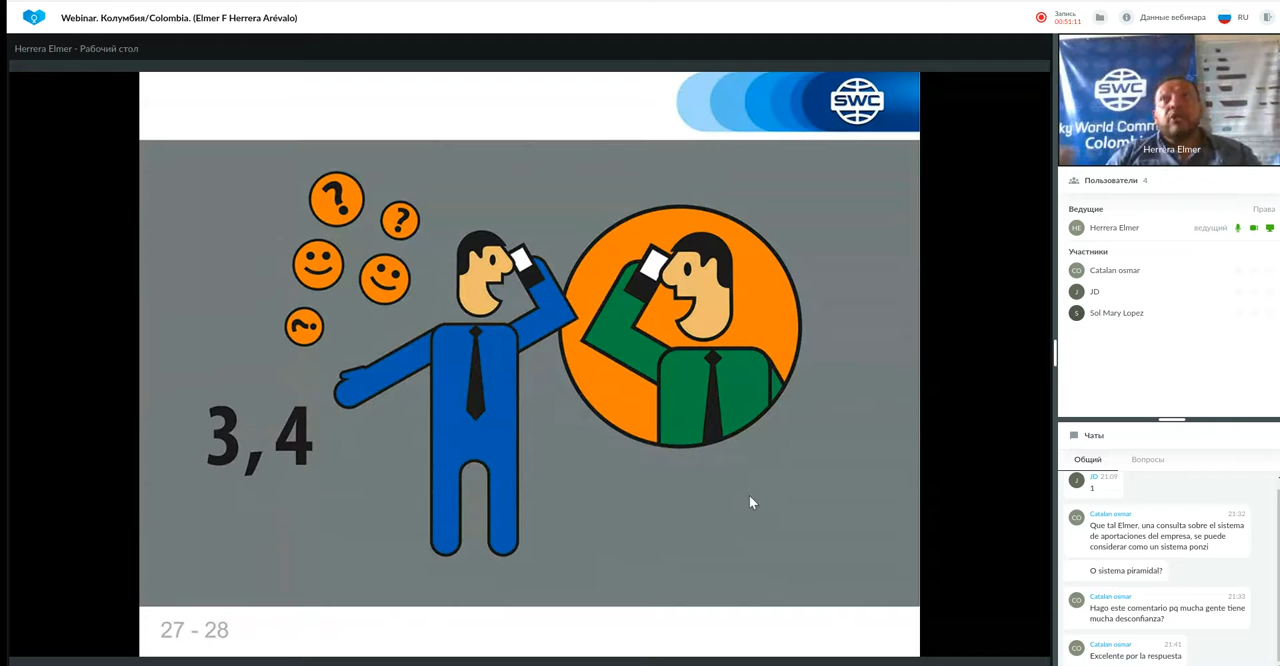 Webinar. Колумбия/Colombia. (Elmer F Herrera Arévalo)
Запись
00:51:11
Данные вебинара
RU
Herrera Elmer - Рабочий стол
SWC
?
?
?
3,4
27 - 28
SWC
ky World Comm
Colomb
Herrera Elmer
Пользователи 4
Ведущие
Права
HE
Herrera Elmer
ведущий
Участники
CO
Catalan osmar
J
JD
S
Sol Mary Lopez
Чаты
Общий
Вопросы
J
JD 21:09
1
CO
Catalan osmar
21:32
Que tal Elmer, una consulta sobre el sistema
de aportaciones del empresa, se puede
considerar como un sistema ponzi
O sistema piramidal?
CO
Catalan osmar
21:33
Hago este comentario pq mucha gente tiene
mucha desconfianza?
CO
Catalan osmar
21:41
Excelente por la respuesta